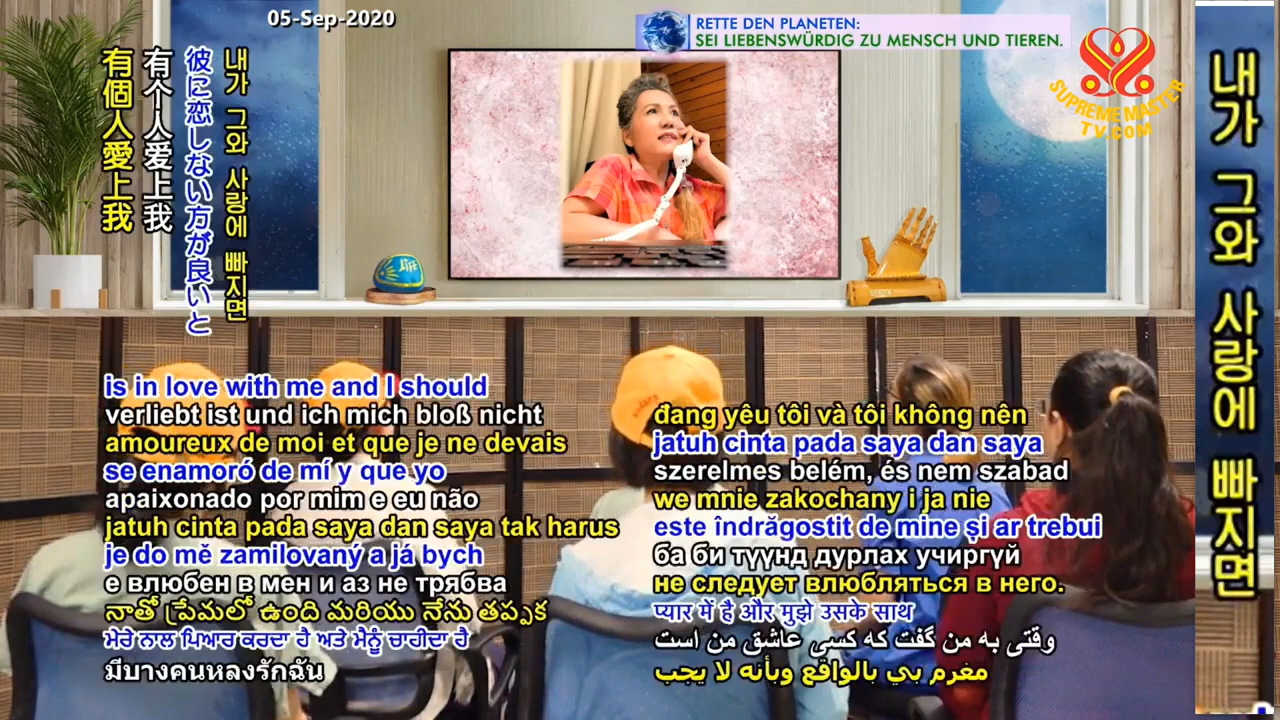 05-Sep-2020
RETTE DEN PLANETEN:
SEI LIEBENSWÜRDIG ZU MENSCH UND TIEREN.
SUPREME MASTER
TV.COM
有個人愛上我
有个人爱上我
彼に恋しない方が良いと
내가 그와 사랑에 빠지면
내가 그와 사랑에 빠지면
LIFE
is in love with me and I should
verliebt ist und ich mich bloß nicht
amoureux de moi et que je ne devais
se enamoró de mí y que yo
apaixonado por mim e eu não
jatuh cinta pada saya dan saya tak harus
je do mě zamilovaný a já bych
е влюбен в мен и аз не трябва
నాతో ప్రేమలో ఉంది మరియు నేను తప్పక
ਮੇਰੇ ਨਾਲ ਪਿਆਰ ਕਰਦਾ ਹੈ ਅਤੇ ਮੈਨੂੰ ਚਾਹੀਦਾ ਹੈ
มีบางคนหลงรักฉัน
đang yêu tôi và tôi không nên
jatuh cinta pada saya dan saya
szerelmes belém, és nem szabad
we mnie zakochany i ja nie
este îndrăgostit de mine și ar trebui
ба би түүнд дурлах учиргүй
не следует влюбляться в него.
प्यार में है और मुझे उसके साथ
وقتی به من گفت که کسی عاشق من است
مغرم بي بالواقع وبأنه لا يجب